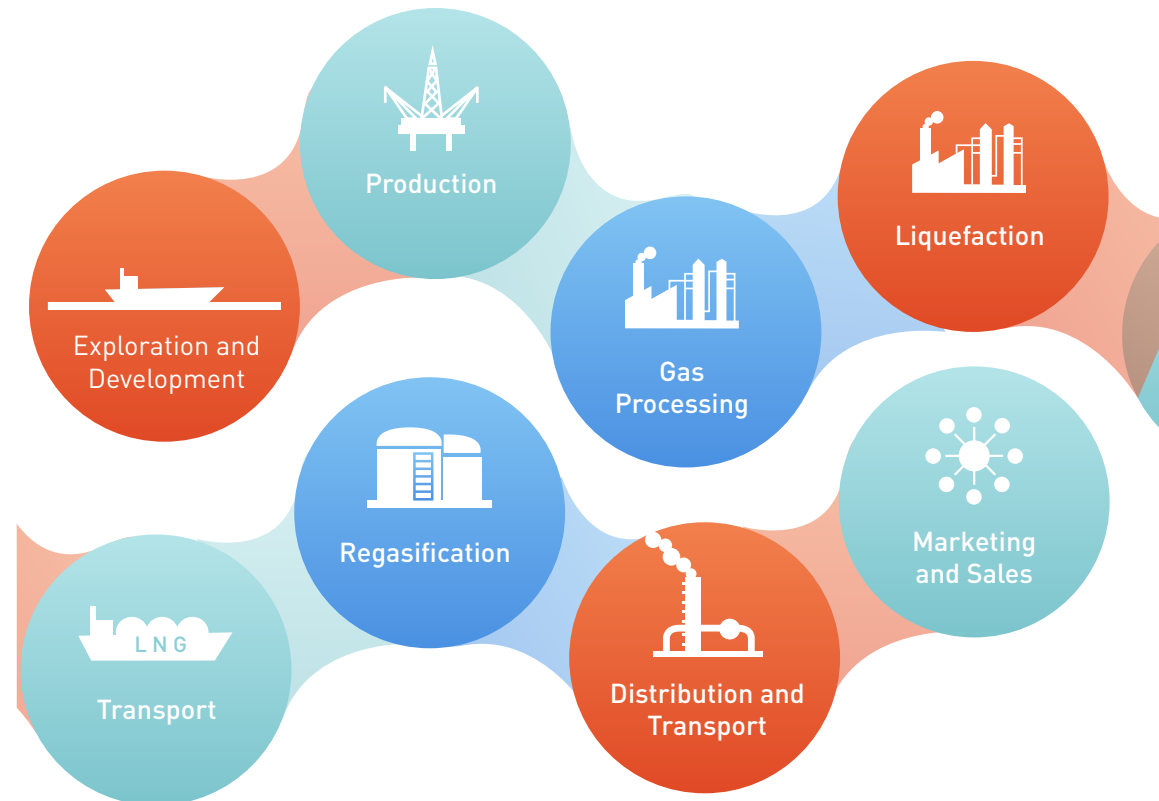 Production
Liquefaction
Exploration and
Development
Gas
Processing
Regasification
Marketing
and Sales
LNG
Transport
Distribution and
Transport